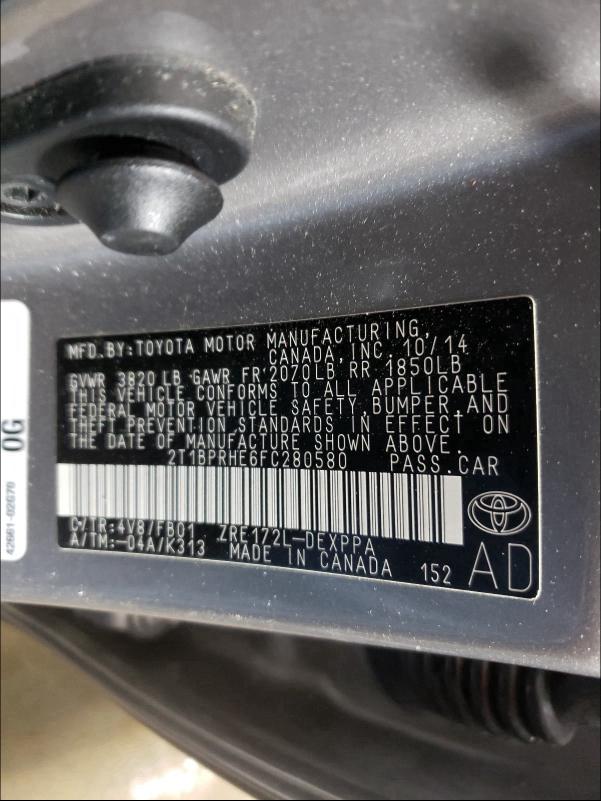 MFD.BY:TOYOTA MOTOR MANUFACTURING,
CANADA,INC. 10/14
GVWR 3820 LB GAWR FR 2070LB RR 1850LB
THIS VEHICLE CONFORMS TO ALL APPLICABLE
FEDERAL MOTOR VEHICLE SAFETY,BUMPER,AND
THEFT PREVENTION STANDARDS IN EFFECT ON
THE DATE OF MANUFACTURE SHOWN ABOVE.
2T1BPRHE6FC280580 PASS.CAR
C/TR:4V8/FB01 ZRE172L-DEXPPA
A/TM:-04A/K313 MADE IN CANADA 152 AD
0G
42661-02G70